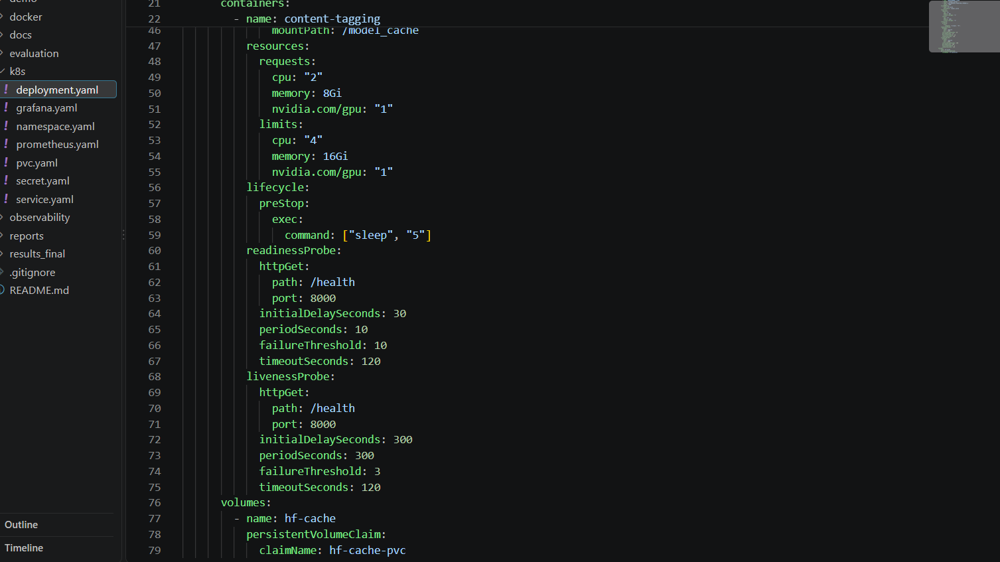 demo
docker
docs
evaluation
k8s
! deployment.yaml
! grafana.yaml
! namespace.yaml
! prometheus.yaml
! pvc.yaml
! secret.yaml
! service.yaml
observability
reports
results_final
.gitignore
README.md
Outline
Timeline
21 containers:
22 - name: content-tagging
46 mountPath: /model_cache
47 resources:
48 requests:
49 cpu: "2"
50 memory: 8Gi
51 nvidia.com/gpu: "1"
52 limits:
53 cpu: "4"
54 memory: 16Gi
55 nvidia.com/gpu: "1"
56 lifecycle:
57 preStop:
58 exec:
59 command: ["sleep", "5"]
60 readinessProbe:
61 httpGet:
62 path: /health
63 port: 8000
64 initialDelaySeconds: 30
65 periodSeconds: 10
66 failureThreshold: 10
67 timeoutSeconds: 120
68 livenessProbe:
69 httpGet:
70 path: /health
71 port: 8000
72 initialDelaySeconds: 300
73 periodSeconds: 300
74 failureThreshold: 3
75 timeoutSeconds: 120
76 volumes:
77 - name: hf-cache
78 persistentVolumeClaim:
79 claimName: hf-cache-pvc